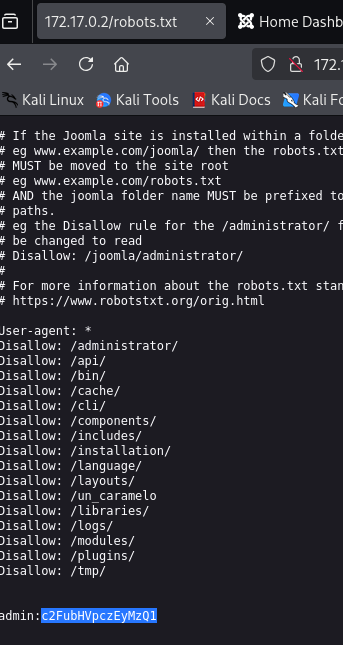 172.17.0.2/robots.txt
Home Dashb
172.1
Kali Linux
Kali Tools
Kali Docs
Kali Fo
# If the Joomla site is installed within a folde
# eg www.example.com/joomla/ then the robots.txt
# MUST be moved to the site root
# eg www.example.com/robots.txt
# AND the joomla folder name MUST be prefixed to
# paths.
# eg the Disallow rule for the /administrator/ f
# be changed to read
# Disallow: /joomla/administrator/
#
# For more information about the robots.txt stan
# https://www.robotstxt.org/orig.html
User-agent: *
Disallow: /administrator/
Disallow: /api/
Disallow: /bin/
Disallow: /cache/
Disallow: /cli/
Disallow: /components/
Disallow: /includes/
Disallow: /installation/
Disallow: /language/
Disallow: /layouts/
Disallow: /un_caramelo
Disallow: /libraries/
Disallow: /logs/
Disallow: /modules/
Disallow: /plugins/
Disallow: /tmp/
admin:c2FubHVpczEyMzQ1